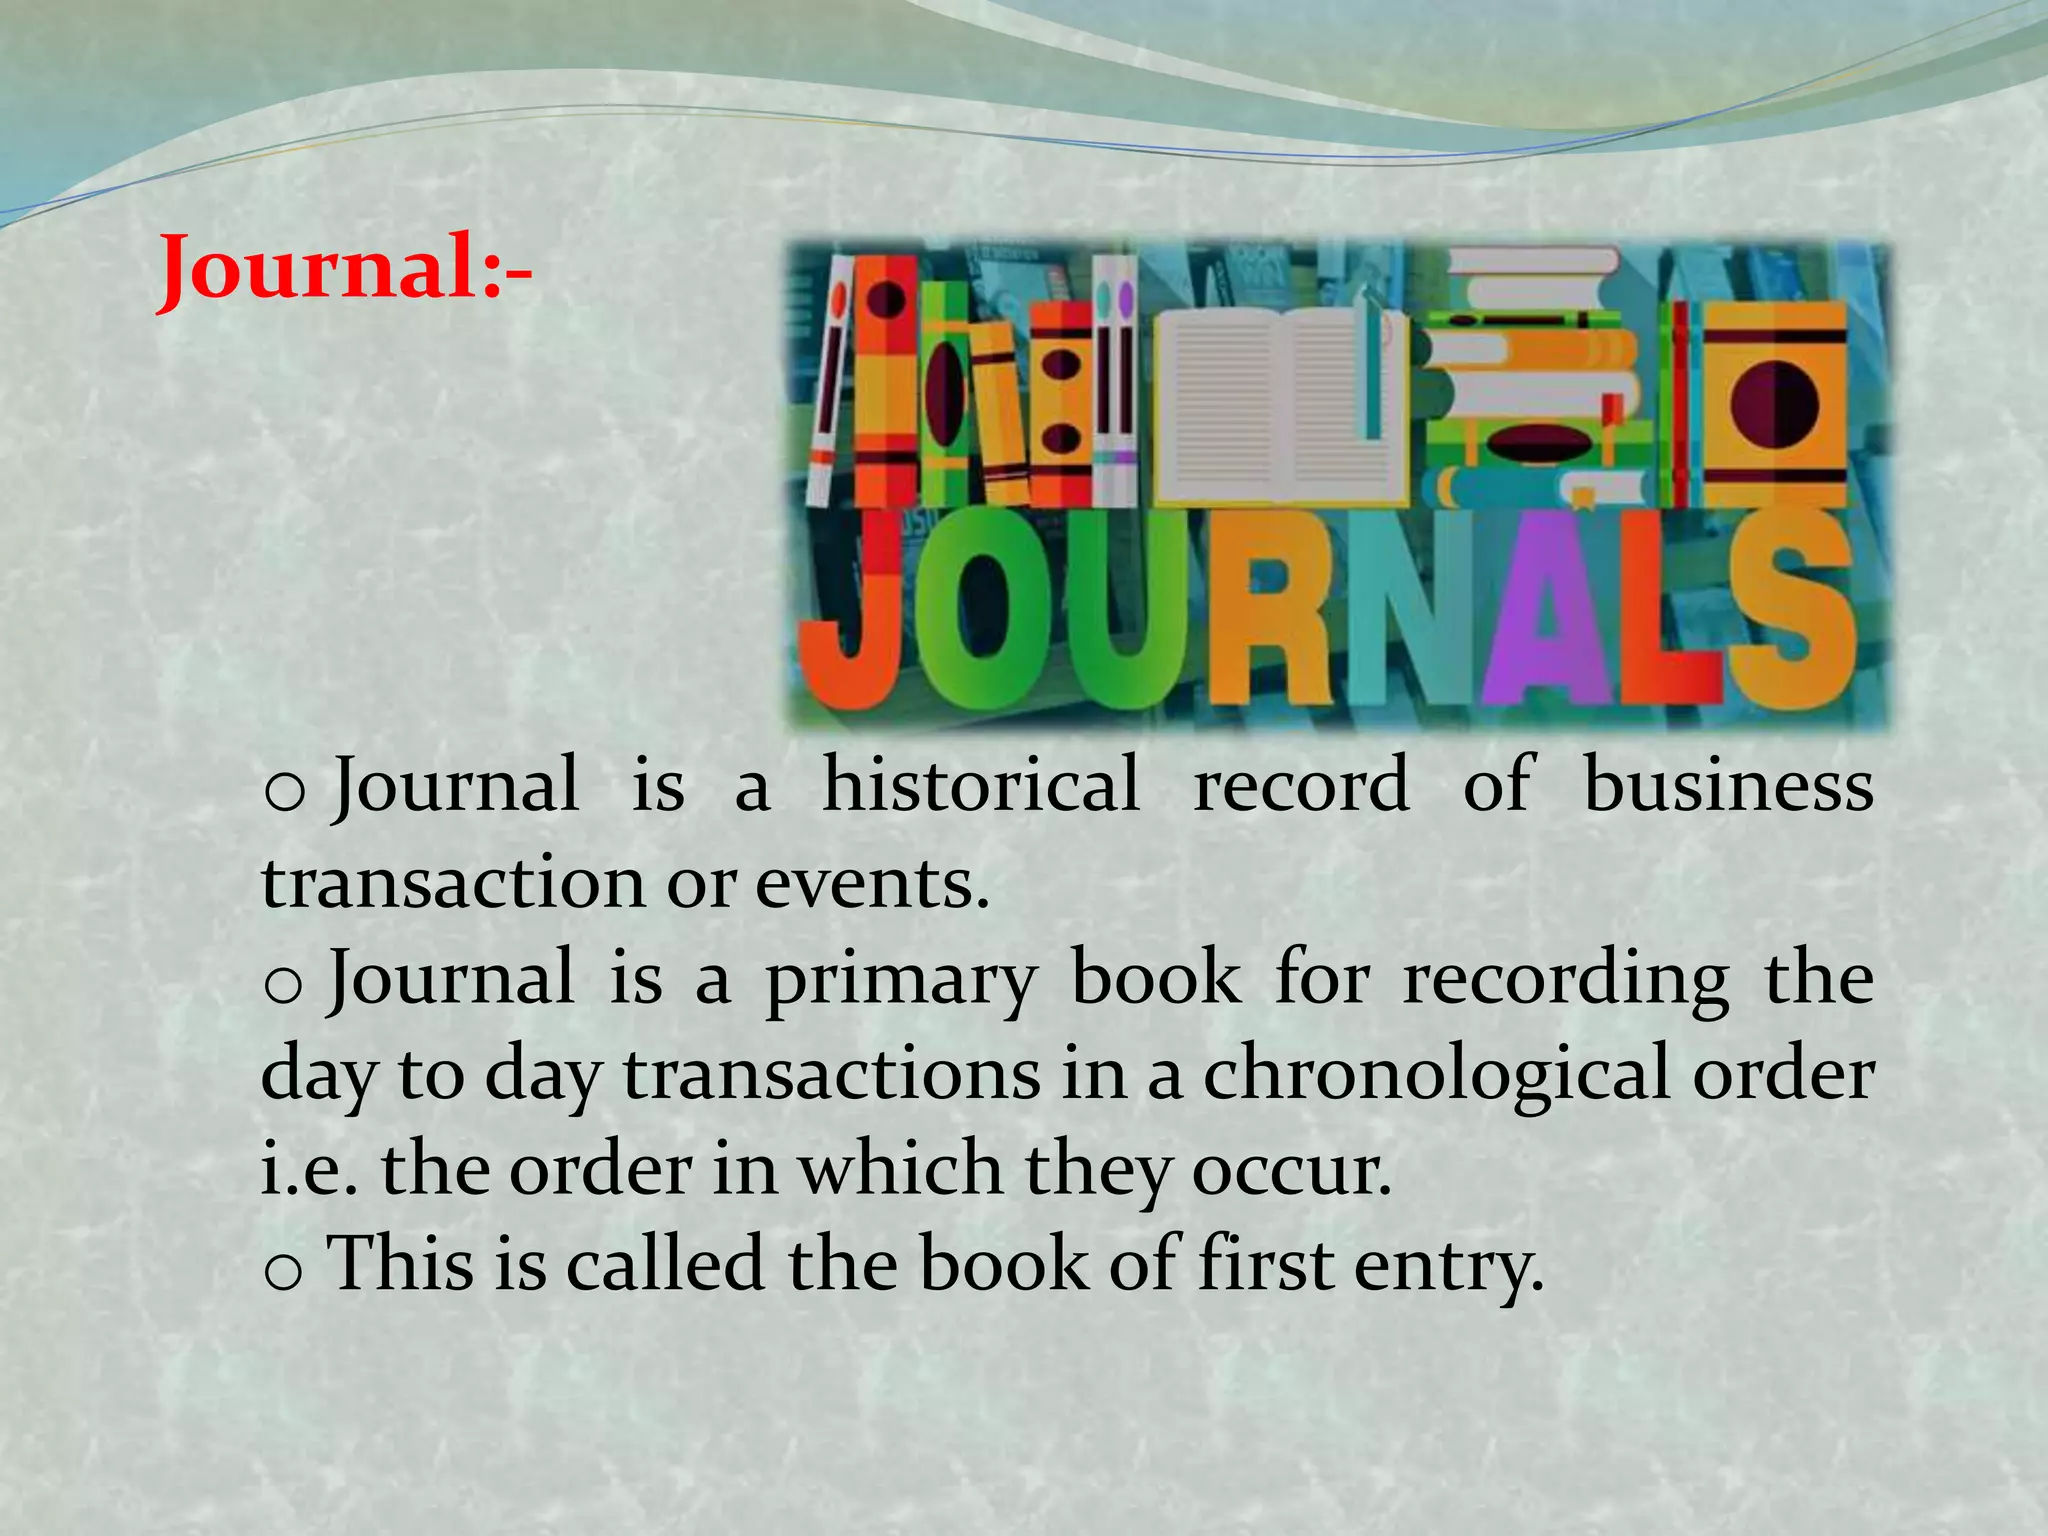 Journal:-
JOURNALS
o Journal is a historical record of business
transaction or events.
o Journal is a primary book for recording the
day to day transactions in a chronological order
i.e. the order in which they occur.
o This is called the book of first entry.